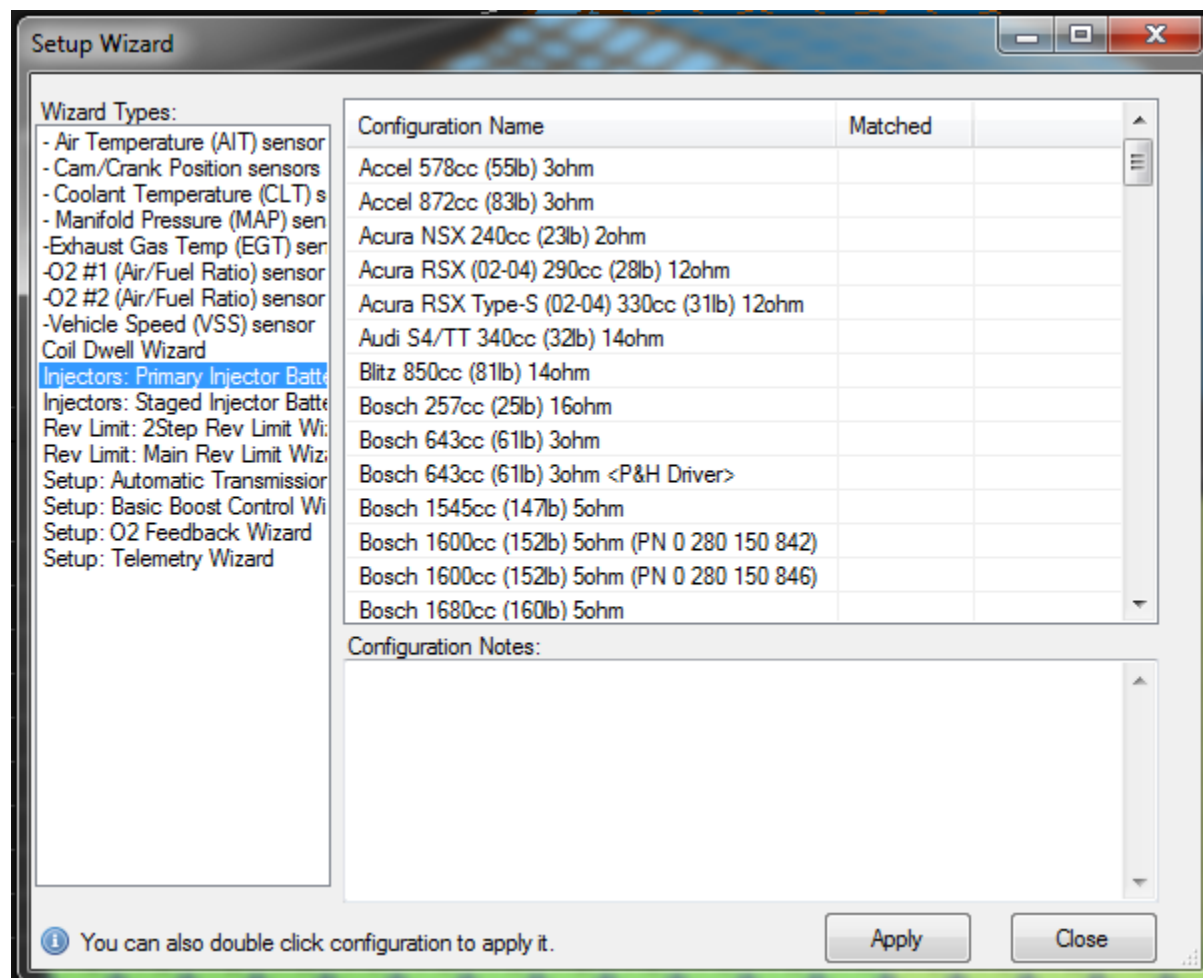 Setup Wizard
Wizard Types:
- Air Temperature (AIT) sensor
- Cam/Crank Position sensors
- Coolant Temperature (CLT) s
- Manifold Pressure (MAP) sen
-Exhaust Gas Temp (EGT) sen
-O2 #1 (Air/Fuel Ratio) sensor
-O2 #2 (Air/Fuel Ratio) sensor
-Vehicle Speed (VSS) sensor
Coil Dwell Wizard
Injectors: Primary Injector Batte
Injectors: Staged Injector Batte
Rev Limit: 2Step Rev Limit Wi
Rev Limit: Main Rev Limit Wiz
Setup: Automatic Transmission
Setup: Basic Boost Control Wi
Setup: O2 Feedback Wizard
Setup: Telemetry Wizard
Configuration Name Matched
Accel 578cc (55lb) 3ohm
Accel 872cc (83lb) 3ohm
Acura NSX 240cc (23lb) 2ohm
Acura RSX (02-04) 290cc (28lb) 12ohm
Acura RSX Type-S (02-04) 330cc (31lb) 12ohm
Audi S4/TT 340cc (32lb) 14ohm
Blitz 850cc (81lb) 14ohm
Bosch 257cc (25lb) 16ohm
Bosch 643cc (61lb) 3ohm
Bosch 643cc (61lb) 3ohm <P&H Driver>
Bosch 1545cc (147lb) 5ohm
Bosch 1600cc (152lb) 5ohm (PN 0 280 150 842)
Bosch 1600cc (152lb) 5ohm (PN 0 280 150 846)
Bosch 1680cc (160lb) 5ohm
Configuration Notes:
You can also double click configuration to apply it.
Apply
Close